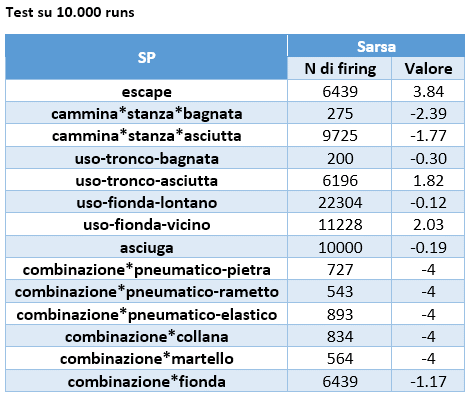 Test su 10.000 runs
SP Sarsa
N di firing Valore
escape 6439 3.84
cammina*stanza*bagnata 275 -2.39
cammina*stanza*asciutta 9725 -1.77
uso-tronco-bagnata 200 -0.30
uso-tronco-asciutta 6196 1.82
uso-fionda-lontano 22304 -0.12
uso-fionda-vicino 11228 2.03
asciuga 10000 -0.19
combinazione*pneumatico-pietra 727 -4
combinazione*pneumatico-rametto 543 -4
combinazione*pneumatico-elastico 893 -4
combinazione*collana 834 -4
combinazione*martello 564 -4
combinazione*fionda 6439 -1.17